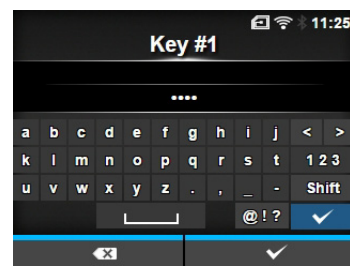 11:25
Key #1
••••
a b c d e f g h i j < >
k l m n o p q r s t 1 2 3
u v w x y z . , _ - Shift
@ ! ?